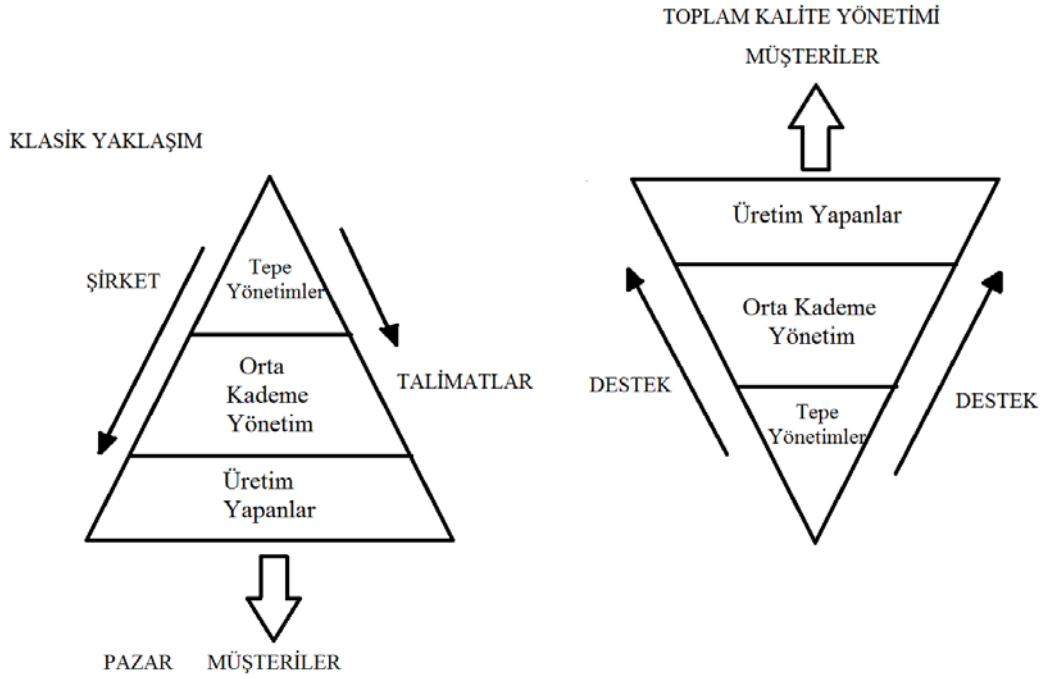 TOPLAM KALİTE YÖNETİMİ
MÜŞTERİLER
KLASİK YAKLAŞIM
Tepe
Yönetimler
ŞİRKET
TALİMATLAR
Orta
Kademe
Yönetim
Üretim
Yapanlar
PAZAR MÜŞTERİLER
Üretim Yapanlar
Orta Kademe
Yönetim
DESTEK
DESTEK
Tepe
Yönetimler